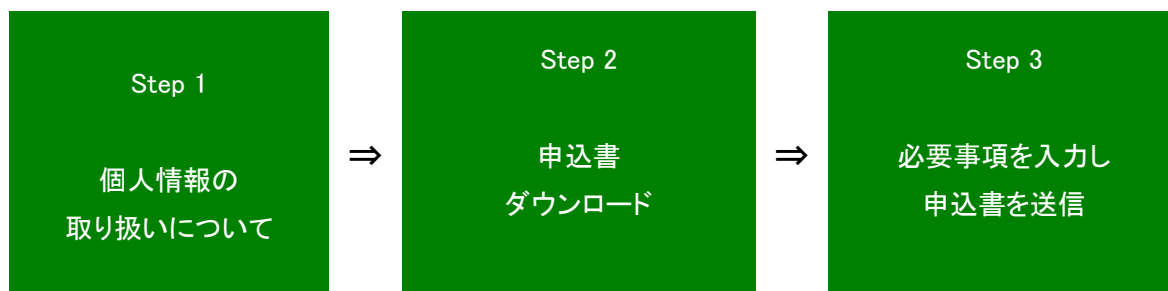 Step 1
個人情報の
取り扱いについて
⇒
Step 2
申込書
ダウンロード
⇒
Step 3
必要事項を入力し
申込書を送信